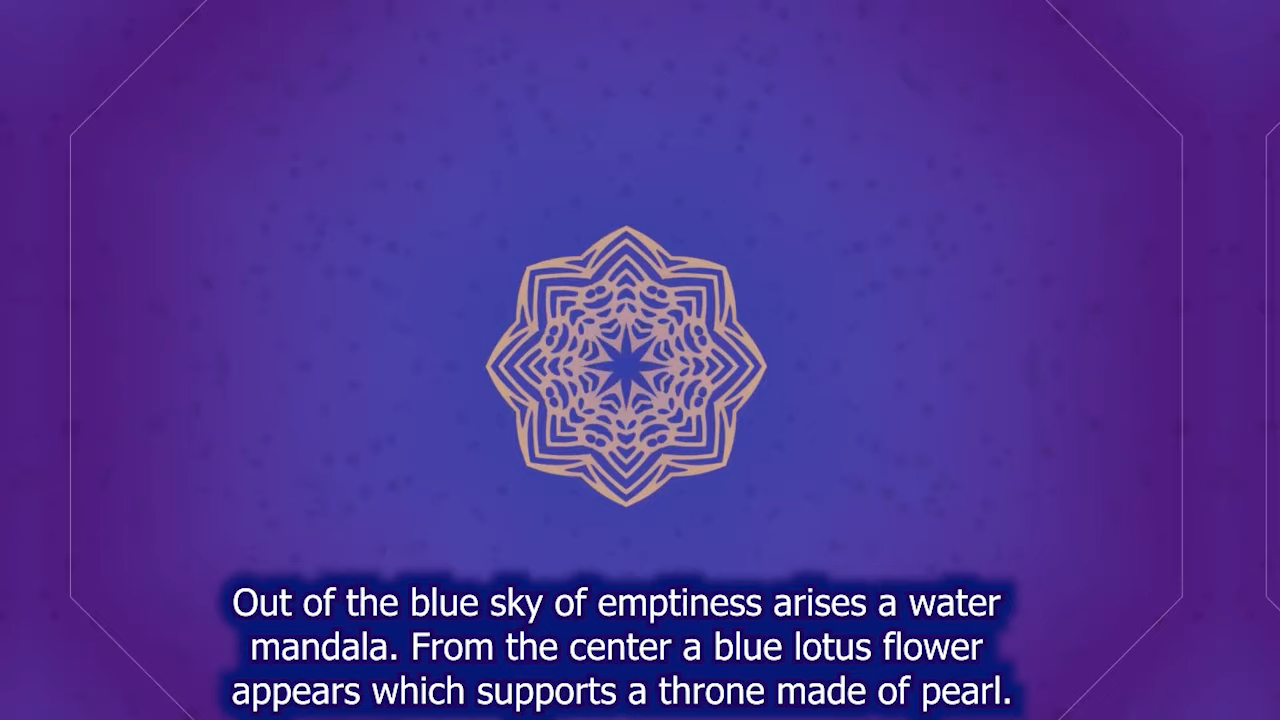 Out of the blue sky of emptiness arises a water
mandala. From the center a blue lotus flower
appears which supports a throne made of pearl.